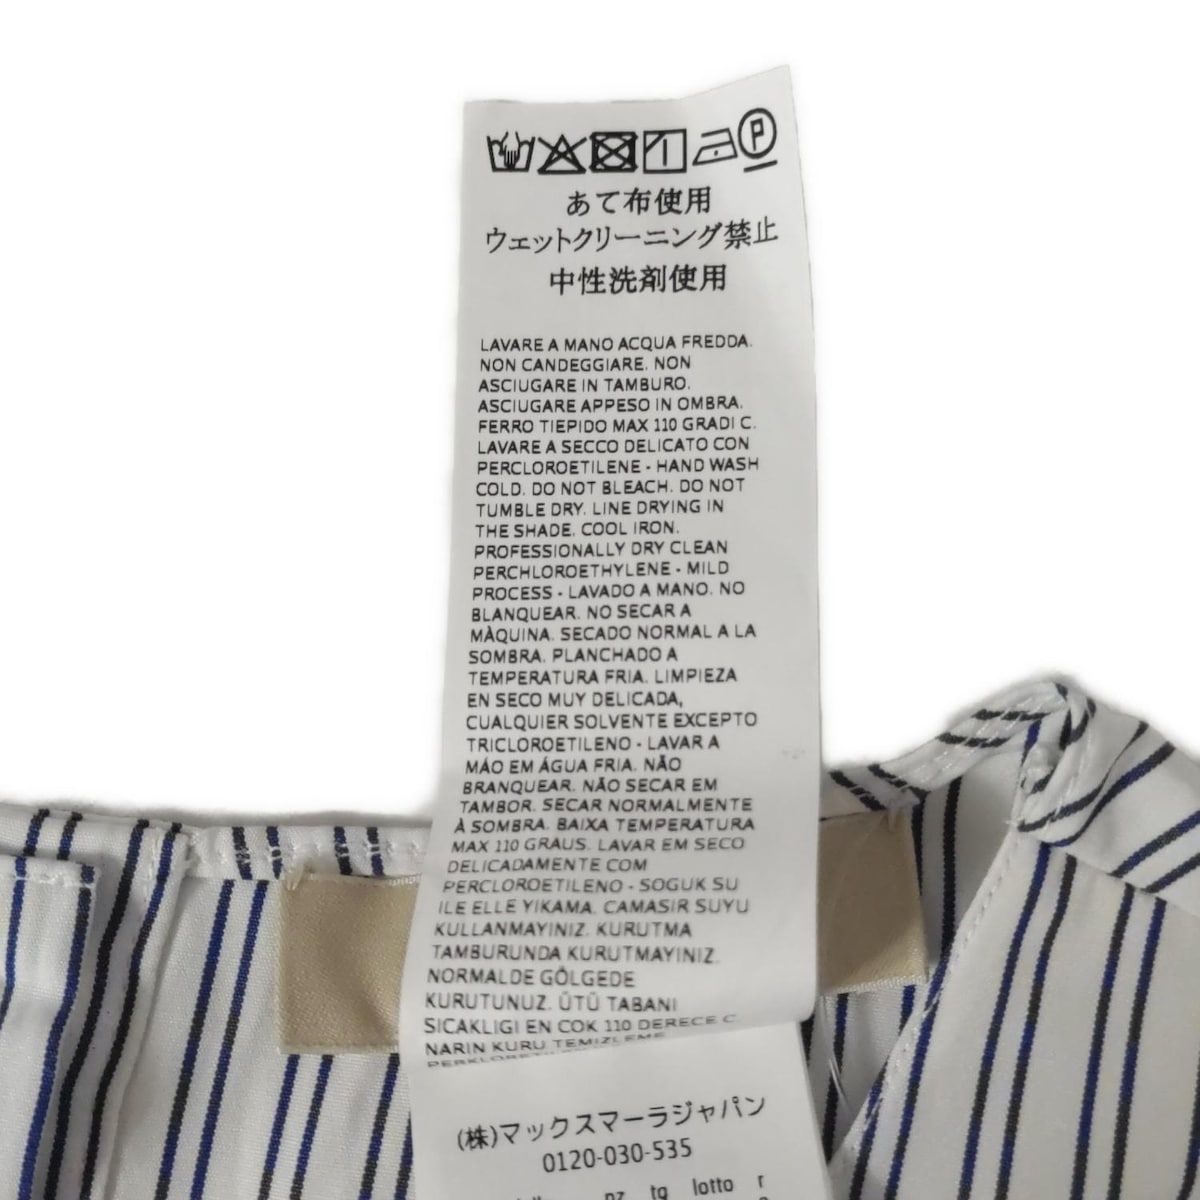 P
あて布使用
ウェットクリーニング禁止
中性洗剤使用
LAVARE A MANO ACQUA FREDDA.
NON CANDEGGIARE. NON
ASCIUGARE IN TAMBURO.
ASCIUGARE APPESO IN OMBRA.
FERRO TIEPIDO MAX 110 GRADI C.
LAVARE A SECCO DELICATO CON
PERCLOROETILENE - HAND WASH
COLD. DO NOT BLEACH. DO NOT
TUMBLE DRY. LINE DRYING IN
THE SHADE. COOL IRON.
PROFESSIONALLY DRY CLEAN
PERCHLOROETHYLENE - MILD
PROCESS - LAVADO A MANO. NO
BLANQUEAR. NO SECAR A
MÀQUINA. SECADO NORMAL A LA
SOMBRA. PLANCHADO A
TEMPERATURA FRIA. LIMPIEZA
EN SECO MUY DELICADA,
CUALQUIER SOLVENTE EXCEPTO
TRICLOROETILENO - LAVAR A
MÁO EM ÁGUA FRIA. NÃO
BRANQUEAR. NÃO SECAR EM
TAMBOR. SECAR NORMALMENTE
À SOMBRA. BAIXA TEMPERATURA
MAX 110 GRAUS. LAVAR EM SECO
DELICADAMENTE COM
PERCLOROETILENO - SOGUK SU
ILE ELLE YIKAMA. CAMASIR SUYU
KULLANMAYINIZ. KURUTMA
TAMBURUNDA KURUTMAYINIZ.
NORMALDE GÖLGEDE
KURUTUNUZ. ÜTÜ TABANI
SICAKLIGI EN COK 110 DERECE C.
NARIN KURU TEMIZLEME
(株)マックスマーラジャパン
0120-030-535
nz tg lotto r